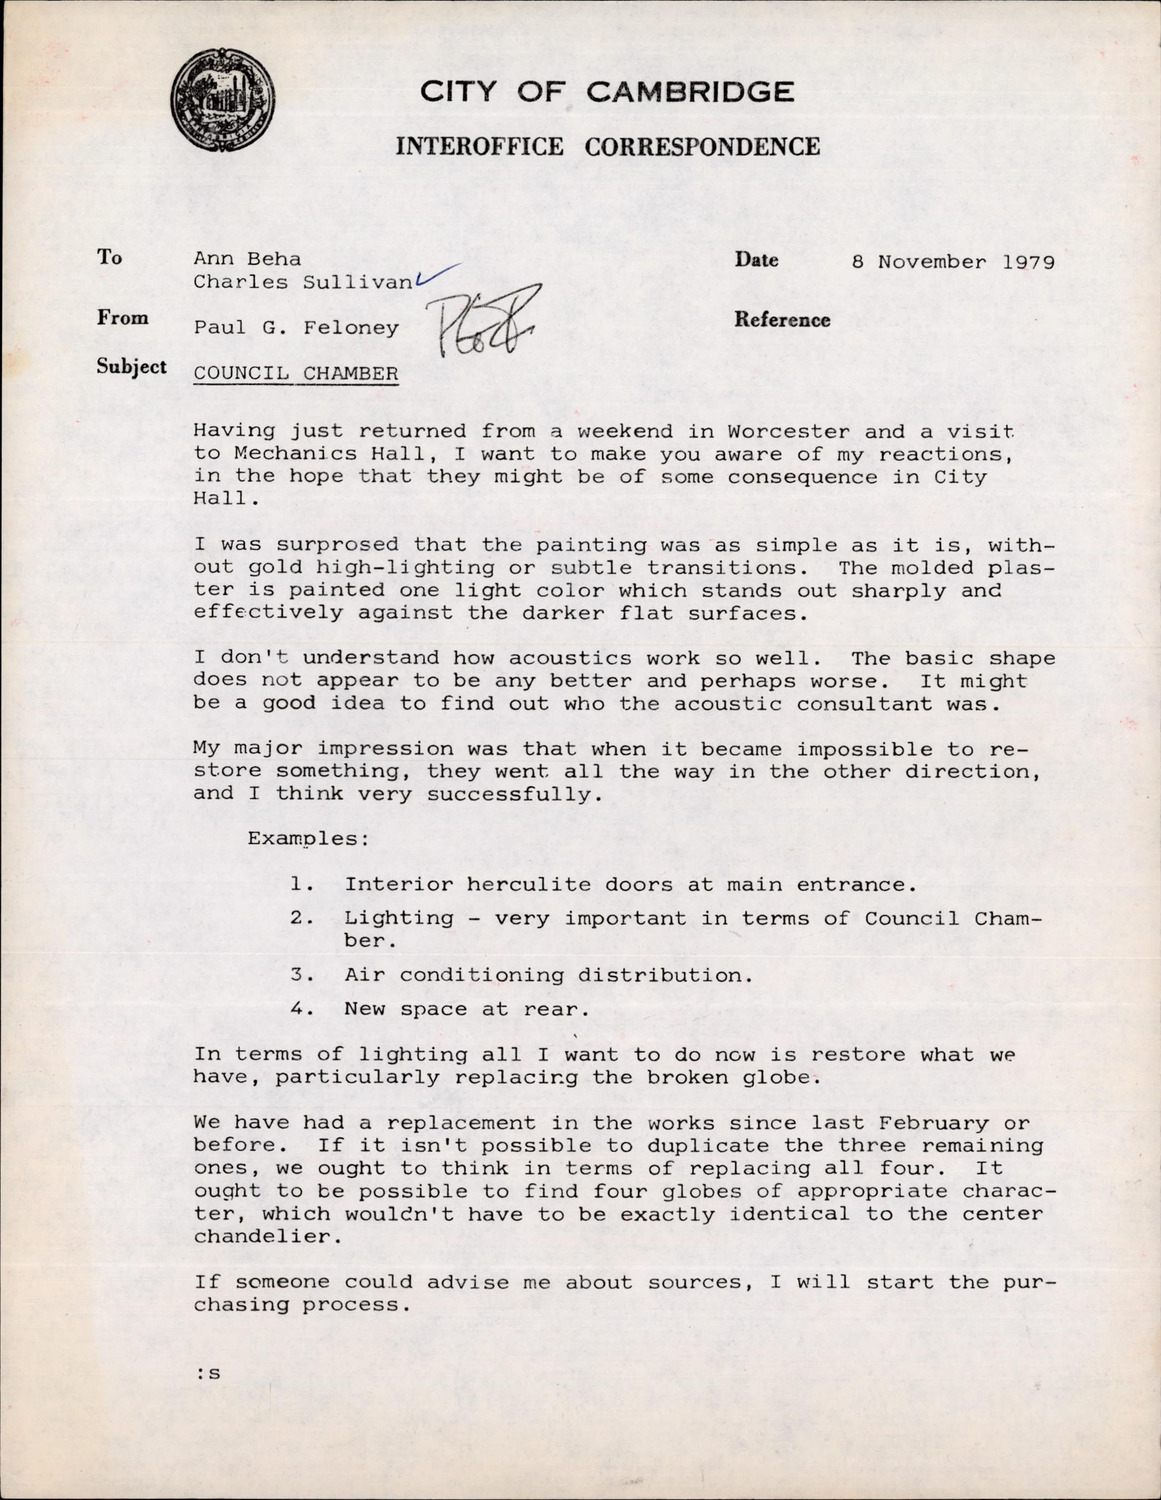 CITY OF CAMBRIDGE
INTEROFFICE CORRESPONDENCE
To Ann Beha Date 8 November 1979
Charles Sullivan
From Paul G. Feloney Reference
Subject COUNCIL CHAMBER
Having just returned from a weekend in Worcester and a visit
to Mechanics Hall, I want to make you aware of my reactions,
in the hope that they might be of some consequence in City
Hall.
I was surprosed that the painting was as simple as it is, with-
out gold high-lighting or subtle transitions. The molded plas-
ter is painted one light color which stands out sharply and
effectively against the darker flat surfaces.
I don't understand how acoustics work so well. The basic shape
does not appear to be any better and perhaps worse. It might
be a good idea to find out who the acoustic consultant was.
My major impression was that when it became impossible to re-
store something, they went all the way in the other direction,
and I think very successfully.
Examples:
1. Interior herculite doors at main entrance.
2. Lighting - very important in terms of Council Cham-
ber.
3. Air conditioning distribution.
4. New space at rear.
In terms of lighting all I want to do now is restore what we
have, particularly replacing the broken globe.
We have had a replacement in the works since last February or
before. If it isn't possible to duplicate the three remaining
ones, we ought to think in terms of replacing all four. It
ought to be possible to find four globes of appropriate charac-
ter, which wouldn't have to be exactly identical to the center
chandelier.
If someone could advise me about sources, I will start the pur-
chasing process.
:s